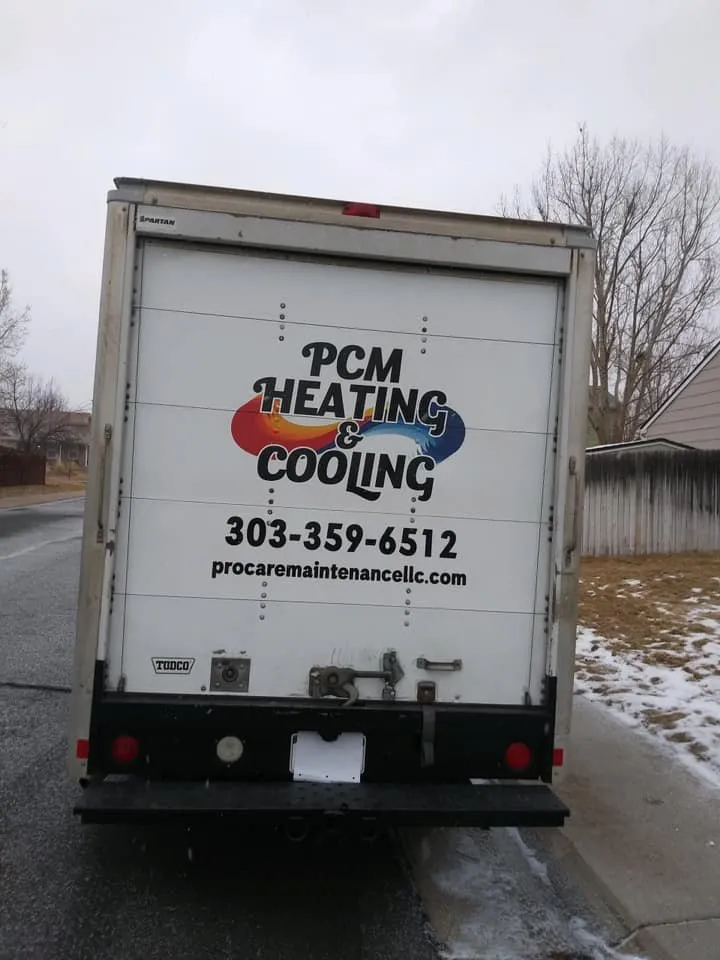 SPARTAN
PCM
HEATING
&
COOLING
303-359-6512
procaremaintenancellc.com
TODCO